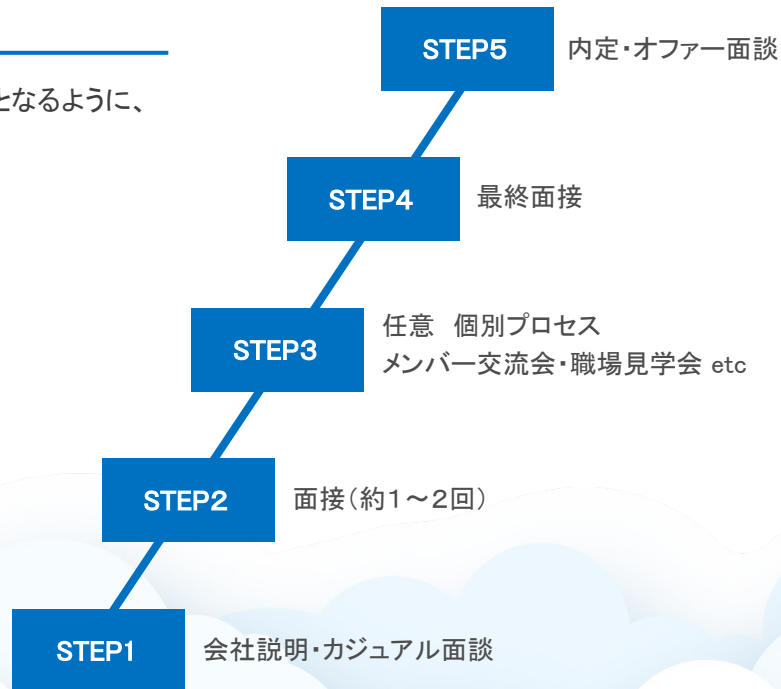 STEP5 内定・オファー面談
となるように、
STEP4 最終面接
任意 個別プロセス
STEP3
メンバー交流会・職場見学会 etc
STEP2 面接(約1~2回)
STEP1 会社説明・カジュアル面談